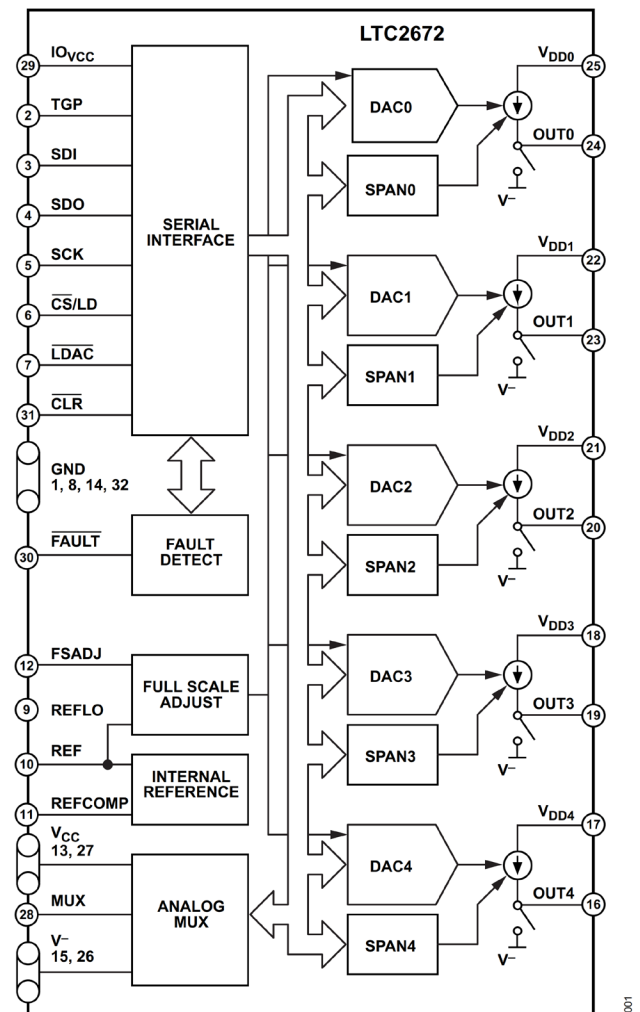 LTC2672
29 IOVCC
2 TGP
3 SDI
4 SDO
5 SCK
6 C̅S̅/LD
7 L̅D̅A̅C̅
31 C̅L̅R̅
GND
1, 8, 14, 32
30 F̅A̅U̅L̅T̅
12 FSADJ
9 REFLO
10 REF
11 REFCOMP
VCC
13, 27
28 MUX
V–
15, 26
SERIAL
INTERFACE
FAULT
DETECT
FULL SCALE
ADJUST
INTERNAL
REFERENCE
ANALOG
MUX
DAC0
SPAN0
VDD0 25
OUT0 24
V–
DAC1
SPAN1
VDD1 22
OUT1 23
V–
DAC2
SPAN2
VDD2 21
OUT2 20
V–
DAC3
SPAN3
VDD3 18
OUT3 19
V–
DAC4
SPAN4
VDD4 17
OUT4 16
V–
001